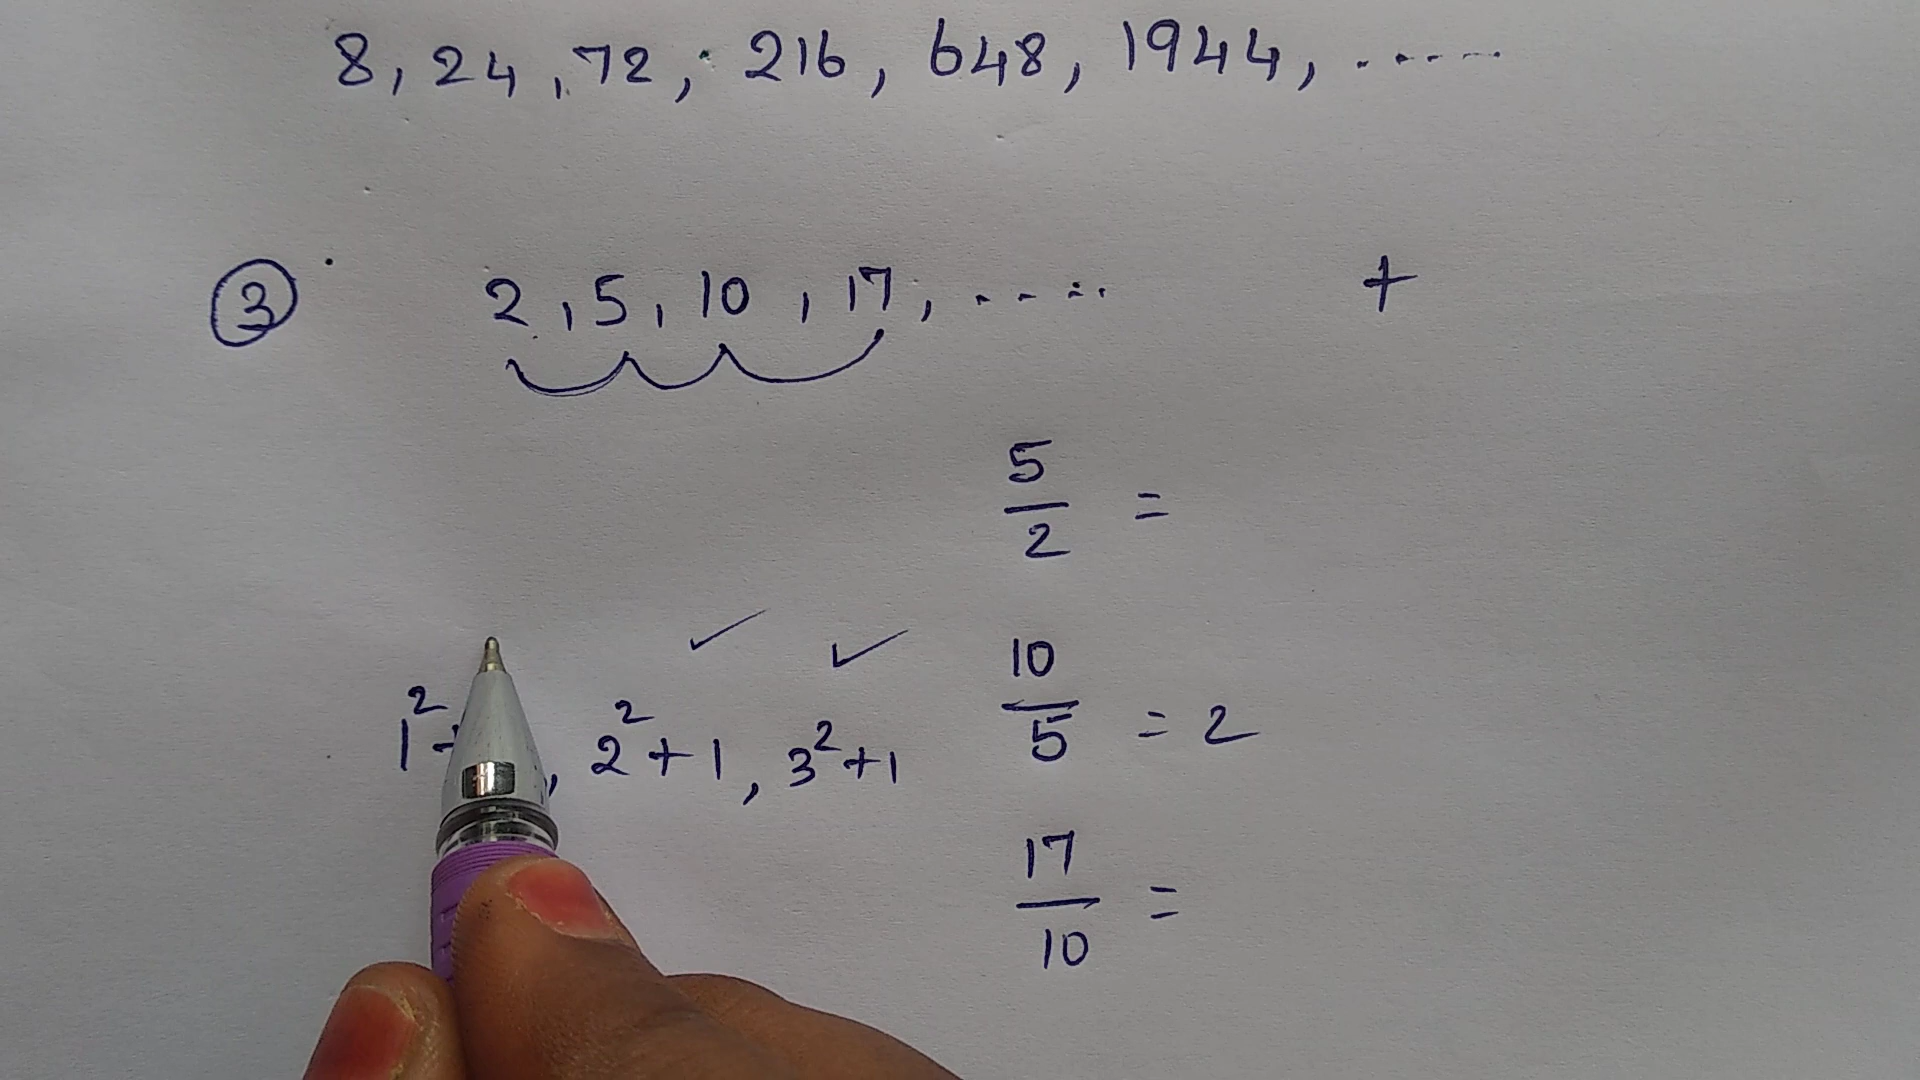 8, 24, 72, 216, 648, 1944, ......
③ 2, 5, 10, 17, ..... +
5/2 =
10/5 = 2
1²+ , 2²+1, 3²+1
17/10 =